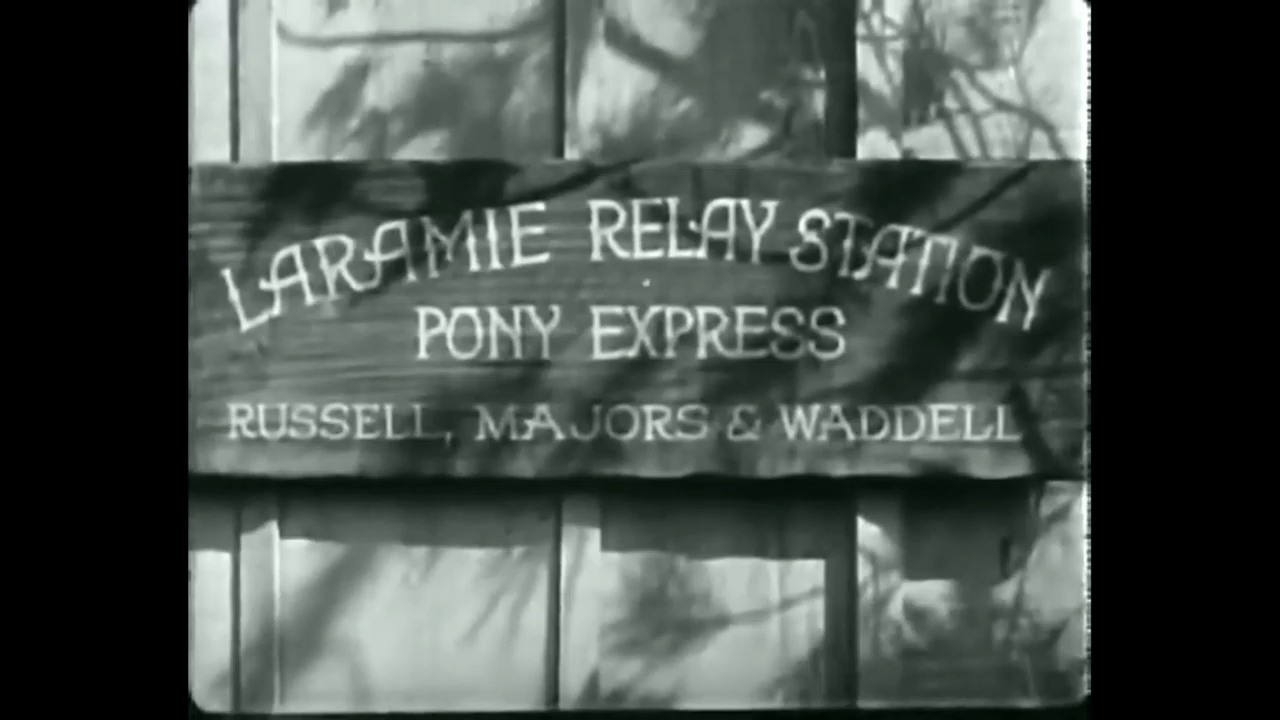 LARAMIE RELAY STATION
PONY EXPRESS
RUSSELL, MAJORS & WADDELL